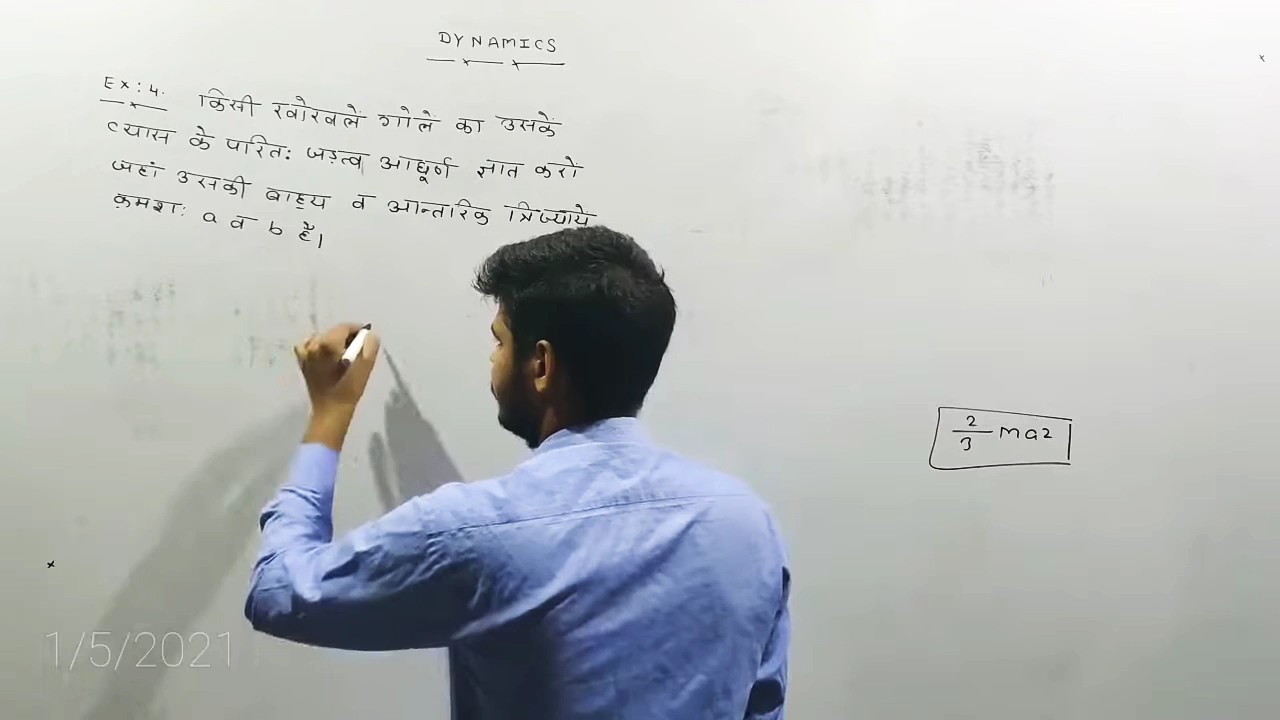 DYNAMICS
Ex:4. किसी खोखलें गोलें का उसकें
व्यास के परितः जड़त्व आघूर्ण ज्ञात करों
जहां उसकी बाह्य व आन्तरिक त्रिज्यायें
क्रमशः a व b हैं।
2
3
ma2
1/5/2021